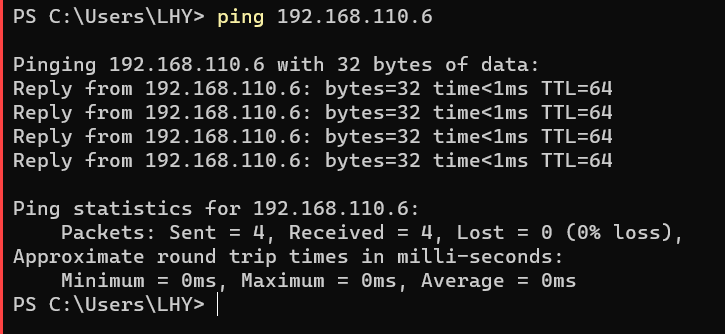 PS C:\Users\LHY> ping 192.168.110.6
Pinging 192.168.110.6 with 32 bytes of data:
Reply from 192.168.110.6: bytes=32 time<1ms TTL=64
Reply from 192.168.110.6: bytes=32 time<1ms TTL=64
Reply from 192.168.110.6: bytes=32 time<1ms TTL=64
Reply from 192.168.110.6: bytes=32 time<1ms TTL=64
Ping statistics for 192.168.110.6:
    Packets: Sent = 4, Received = 4, Lost = 0 (0% loss),
Approximate round trip times in milli-seconds:
    Minimum = 0ms, Maximum = 0ms, Average = 0ms
PS C:\Users\LHY>